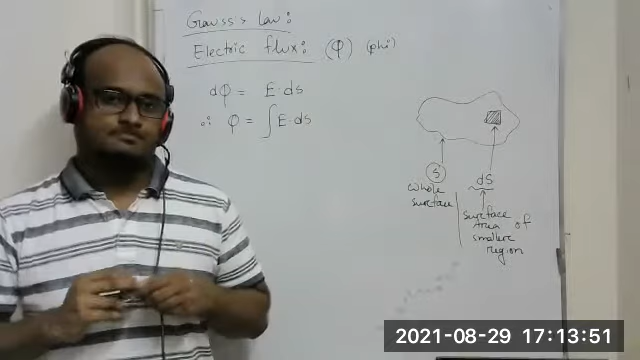 Gauss's Law:
Electric flux: (φ) (phi)
dφ = E·ds
∴ φ = ∫E·ds
S
whole
surface
ds
surface
Area of
smaller
region
2021-08-29 17:13:51